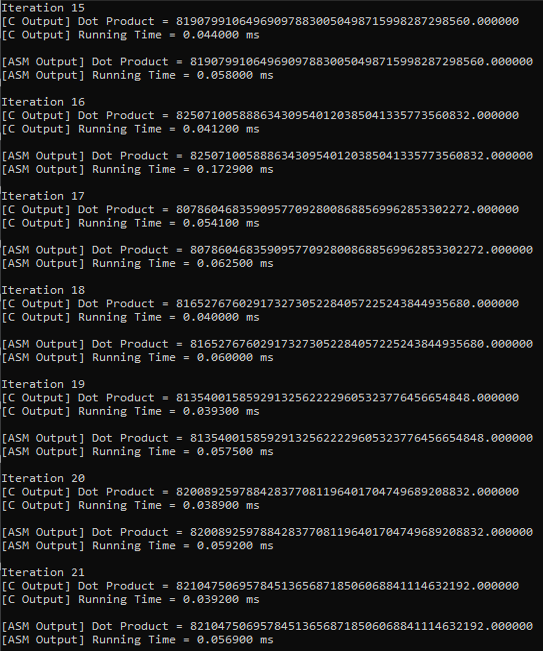 Iteration 15
[C Output] Dot Product = 819079910649690978830050498715998287298560.000000
[C Output] Running Time = 0.044000 ms
[ASM Output] Dot Product = 819079910649690978830050498715998287298560.000000
[ASM Output] Running Time = 0.058000 ms
Iteration 16
[C Output] Dot Product = 825071005888634309540120385041335773560832.000000
[C Output] Running Time = 0.041200 ms
[ASM Output] Dot Product = 825071005888634309540120385041335773560832.000000
[ASM Output] Running Time = 0.172900 ms
Iteration 17
[C Output] Dot Product = 807860468359095770928008688569962853302272.000000
[C Output] Running Time = 0.054100 ms
[ASM Output] Dot Product = 807860468359095770928008688569962853302272.000000
[ASM Output] Running Time = 0.062500 ms
Iteration 18
[C Output] Dot Product = 816527676029173273052284057225243844935680.000000
[C Output] Running Time = 0.040000 ms
[ASM Output] Dot Product = 816527676029173273052284057225243844935680.000000
[ASM Output] Running Time = 0.060000 ms
Iteration 19
[C Output] Dot Product = 813540015859291325622229605323776456654848.000000
[C Output] Running Time = 0.039300 ms
[ASM Output] Dot Product = 813540015859291325622229605323776456654848.000000
[ASM Output] Running Time = 0.057500 ms
Iteration 20
[C Output] Dot Product = 820089259788428377081196401704749689208832.000000
[C Output] Running Time = 0.038900 ms
[ASM Output] Dot Product = 820089259788428377081196401704749689208832.000000
[ASM Output] Running Time = 0.059200 ms
Iteration 21
[C Output] Dot Product = 821047506957845136568718506068841114632192.000000
[C Output] Running Time = 0.039200 ms
[ASM Output] Dot Product = 821047506957845136568718506068841114632192.000000
[ASM Output] Running Time = 0.056900 ms